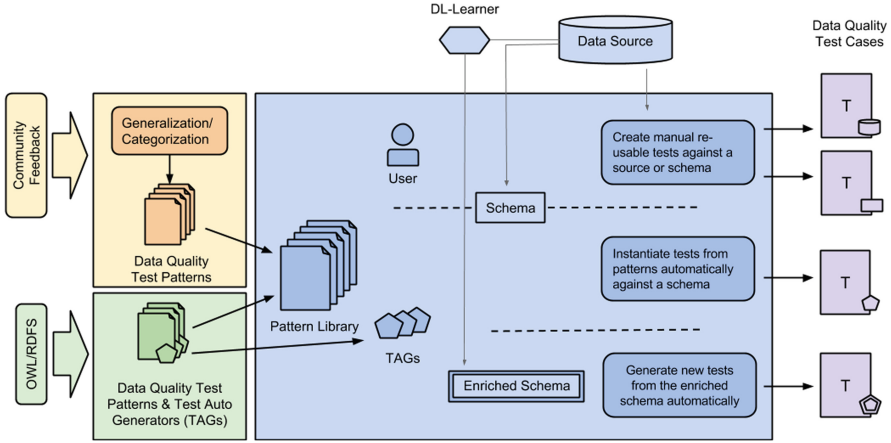 DL-Learner
Data Source
Data Quality
Test Cases
Community
Feedback
Generalization/
Categorization
Data Quality
Test Patterns
OWL/RDFS
Data Quality Test
Patterns & Test Auto
Generators (TAGs)
Pattern Library
User
TAGs
Schema
Enriched Schema
Create manual re-
usable tests against a
source or schema
Instantiate tests from
patterns automatically
against a schema
Generate new tests
from the enriched
schema automatically
T
T
T
T